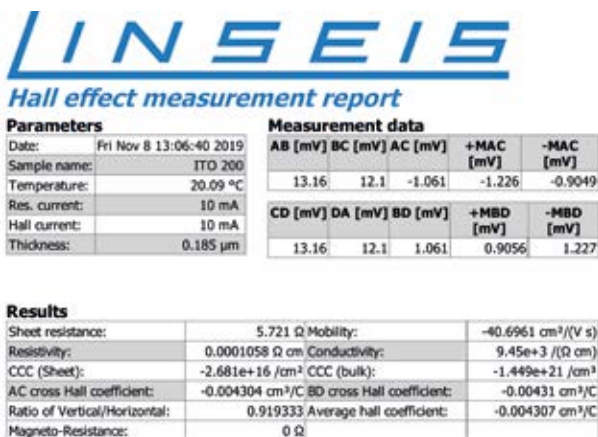 LINSEIS
Hall effect measurement report
Parameters
Date: Fri Nov 8 13:06:40 2019
Sample name: ITO 200
Temperature: 20.09 °C
Res. current: 10 mA
Hall current: 10 mA
Thickness: 0.185 µm
Measurement data
AB [mV] BC [mV] AC [mV] +MAC [mV] -MAC [mV]
13.16 12.1 -1.061 -1.226 -0.9049
CD [mV] DA [mV] BD [mV] +MBD [mV] -MBD [mV]
13.16 12.1 1.061 0.9056 1.227
Results
Sheet resistance: 5.721 Ω Mobility: -40.6961 cm²/(V s)
Resistivity: 0.0001058 Ω cm Conductivity: 9.45e+3 /(Ω cm)
CCC (Sheet): -2.681e+16 /cm² CCC (bulk): -1.449e+21 /cm³
AC cross Hall coefficient: -0.004304 cm³/C BD cross Hall coefficient: -0.00431 cm³/C
Ratio of Vertical/Horizontal: 0.919333 Average hall coefficient: -0.004307 cm³/C
Magneto-Resistance: 0 Ω